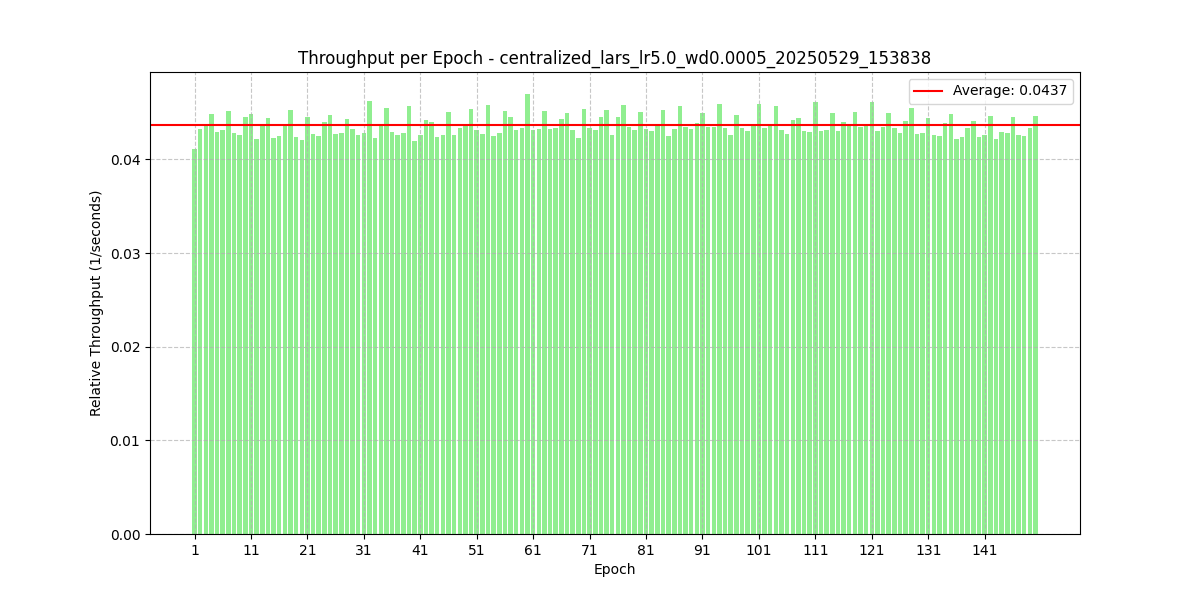 Throughput per Epoch - centralized_lars_lr5.0_wd0.0005_20250529_153838
Average: 0.0437
Relative Throughput (1/seconds)
0.04
0.03
0.02
0.01
0.00
1 11 21 31 41 51 61 71 81 91 101 111 121 131 141
Epoch